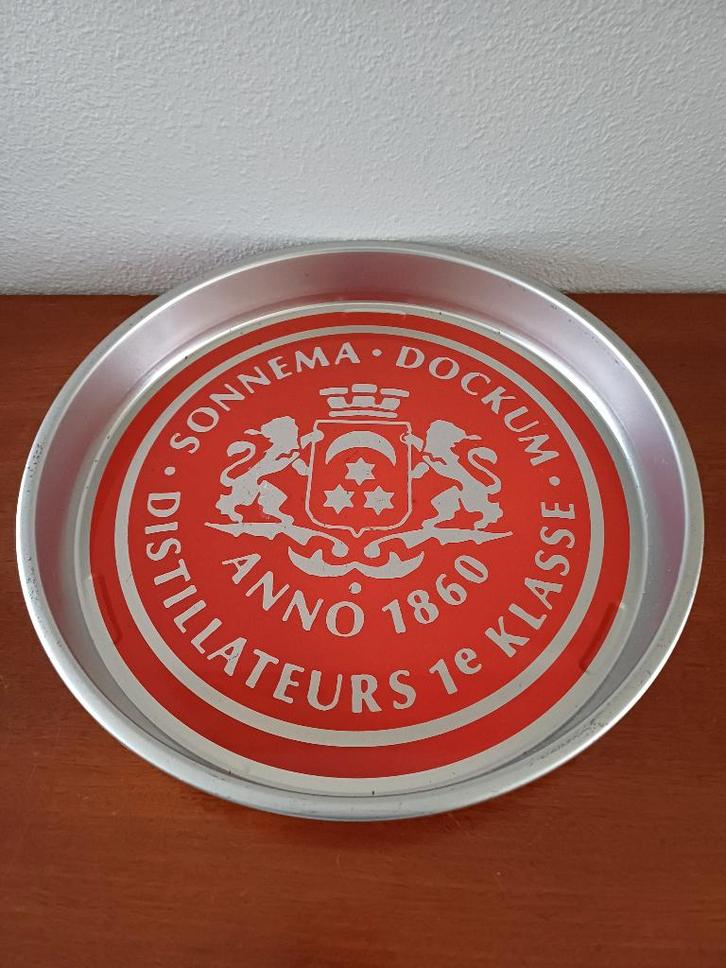 · SONNEMA · DOCKUM ·
ANNO 1860
DISTILLATEURS 1e KLASSE